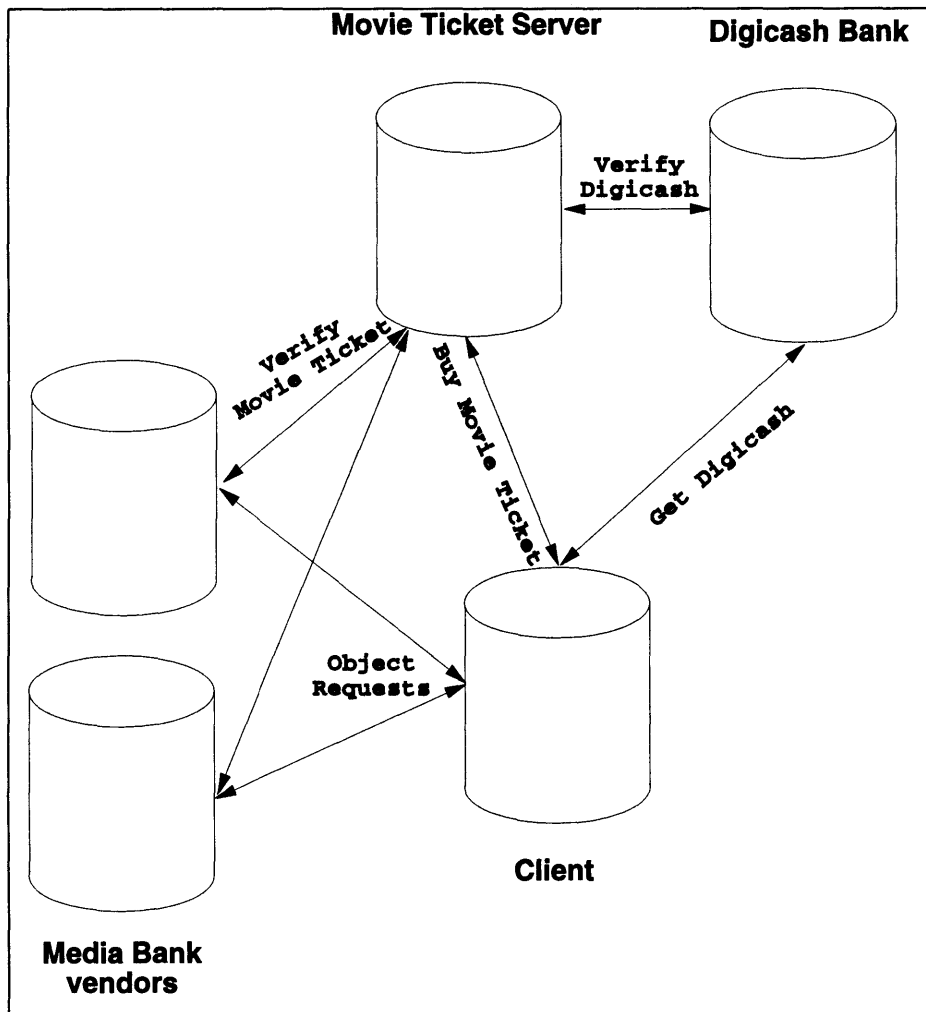 Movie Ticket Server
Digicash Bank
Verify
Digicash
Verify
Movie Ticket
Buy Movie Ticket
Get Digicash
Object
Requests
Client
Media Bank
vendors